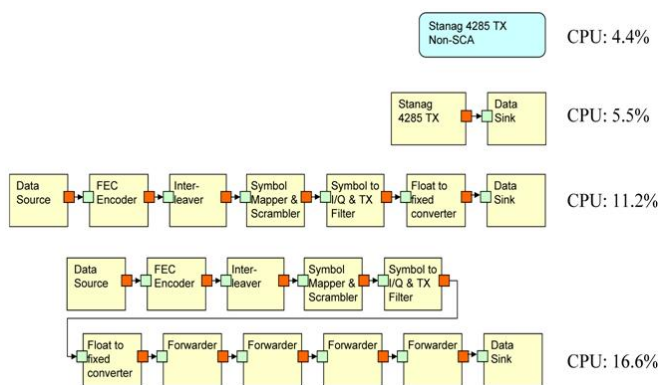 Stanag 4285 TX
Non-SCA
CPU: 4.4%
Stanag
4285 TX
Data
Sink
CPU: 5.5%
Data
Source
FEC
Encoder
Inter-
leaver
Symbol
Mapper &
Scrambler
Symbol to
I/Q & TX
Filter
Float to
fixed
converter
Data
Sink
CPU: 11.2%
Data
Source
FEC
Encoder
Inter-
leaver
Symbol
Mapper &
Scrambler
Symbol to
I/Q & TX
Filter
Float to
fixed
converter
Forwarder
Forwarder
Forwarder
Forwarder
Data
Sink
CPU: 16.6%